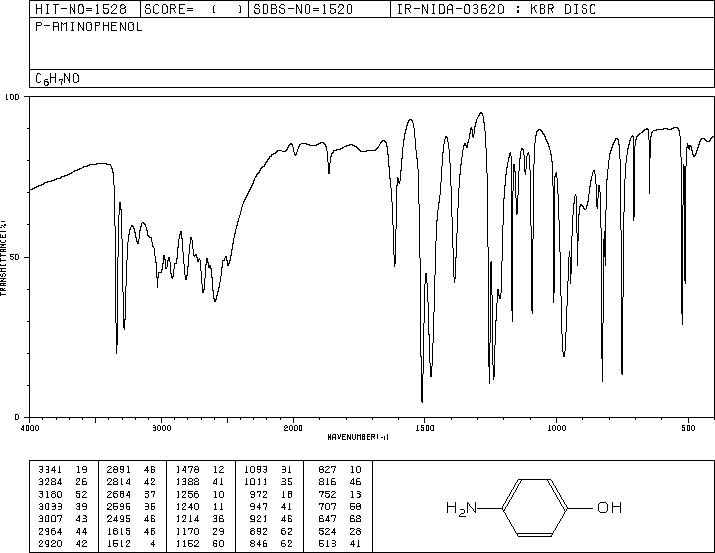 HIT-NO=1528 SCORE= ( ) SDBS-NO=1520 IR-NIDA-03620 : KBR DISC
P-AMINOPHENOL
C6H7NO
100
50
0
TRANSMITTANCE(%)
4000 3000 2000 1500 1000 500
WAVENUMBER(-1)
3341 19 2891 46 1478 12 1093 31 827 10
3284 26 2814 42 1388 41 1011 35 816 46
3180 52 2684 37 1256 10 972 18 752 13
3033 39 2596 35 1240 11 947 41 707 58
3007 43 2495 46 1214 36 921 46 647 68
2964 44 1615 46 1170 29 892 62 524 28
2920 42 1512 4 1152 60 846 62 513 41
H2N OH